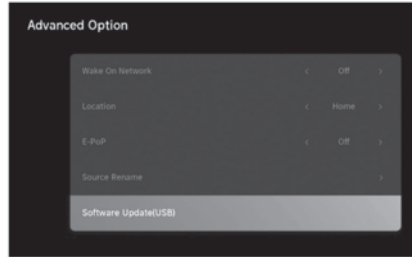 Advanced Option
Wake On Network < Off >
Location < Home >
E-PoP < Off >
Source Rename >
Software Update(USB)